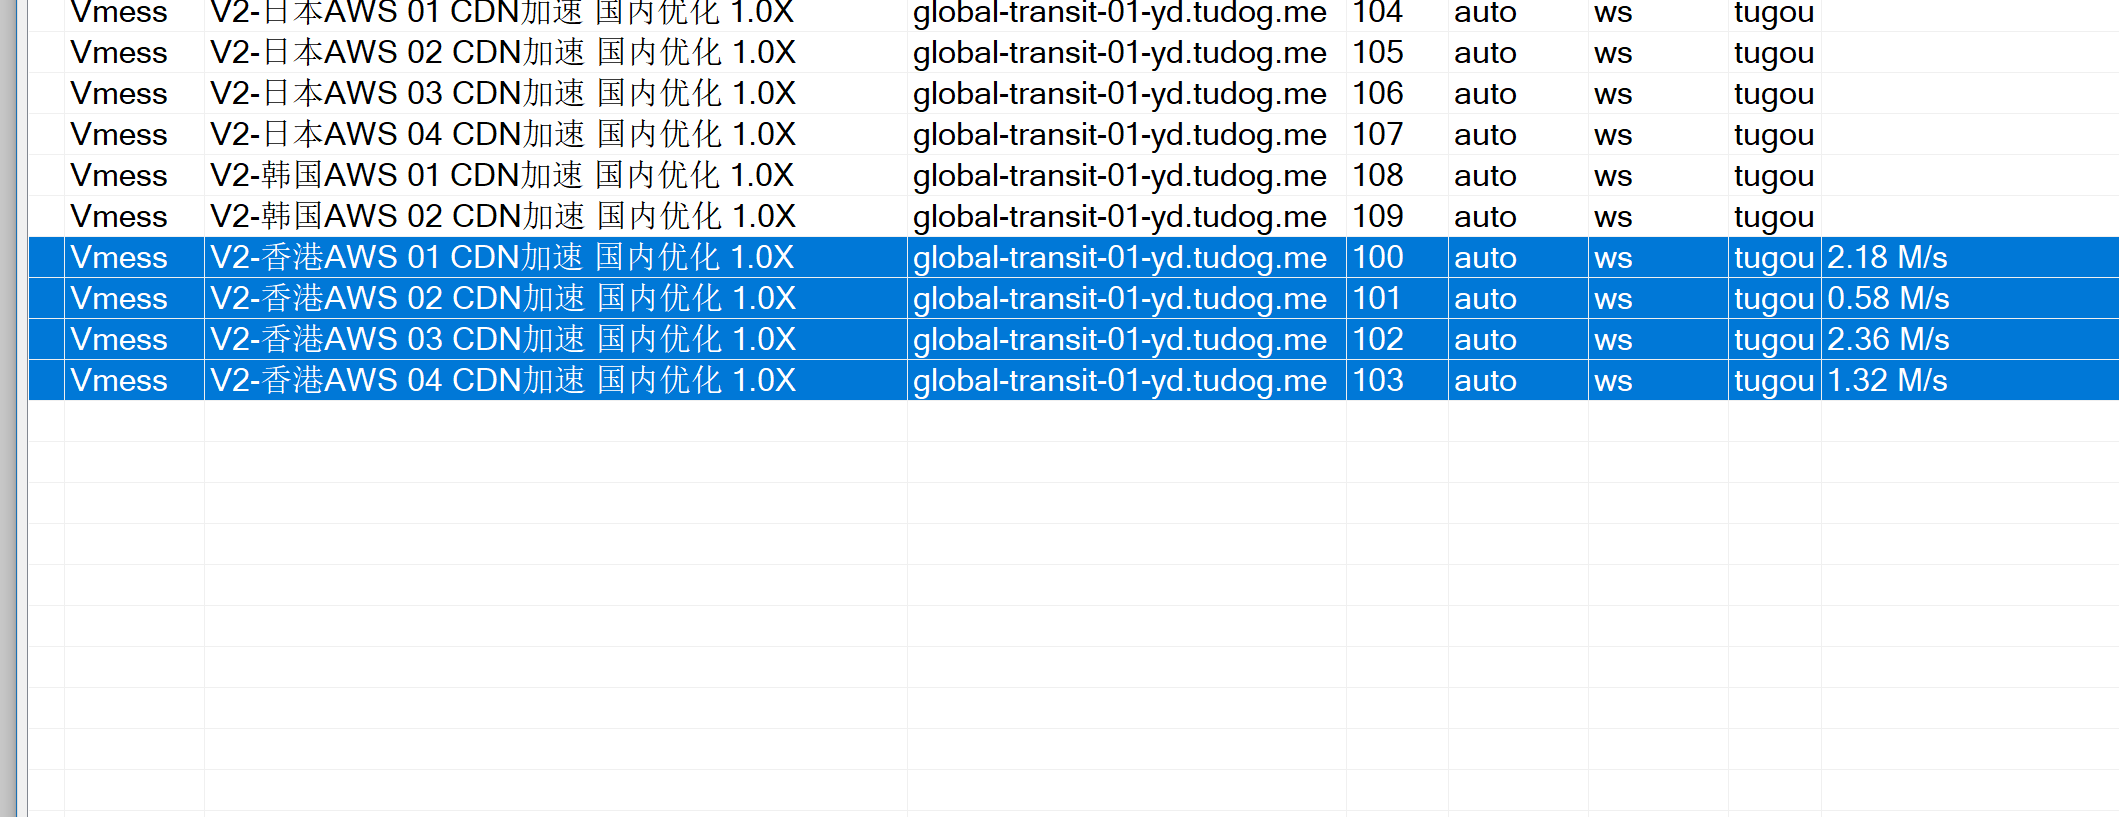 Vmess V2-日本AWS 01 CDN加速 国内优化 1.0X global-transit-01-yd.tudog.me 104 auto ws tugou
Vmess V2-日本AWS 02 CDN加速 国内优化 1.0X global-transit-01-yd.tudog.me 105 auto ws tugou
Vmess V2-日本AWS 03 CDN加速 国内优化 1.0X global-transit-01-yd.tudog.me 106 auto ws tugou
Vmess V2-日本AWS 04 CDN加速 国内优化 1.0X global-transit-01-yd.tudog.me 107 auto ws tugou
Vmess V2-韩国AWS 01 CDN加速 国内优化 1.0X global-transit-01-yd.tudog.me 108 auto ws tugou
Vmess V2-韩国AWS 02 CDN加速 国内优化 1.0X global-transit-01-yd.tudog.me 109 auto ws tugou
Vmess V2-香港AWS 01 CDN加速 国内优化 1.0X global-transit-01-yd.tudog.me 100 auto ws tugou 2.18 M/s
Vmess V2-香港AWS 02 CDN加速 国内优化 1.0X global-transit-01-yd.tudog.me 101 auto ws tugou 0.58 M/s
Vmess V2-香港AWS 03 CDN加速 国内优化 1.0X global-transit-01-yd.tudog.me 102 auto ws tugou 2.36 M/s
Vmess V2-香港AWS 04 CDN加速 国内优化 1.0X global-transit-01-yd.tudog.me 103 auto ws tugou 1.32 M/s